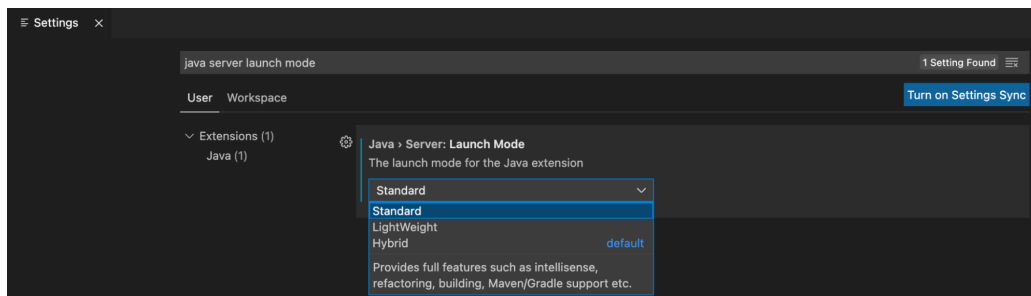 Settings
java server launch mode
1 Setting Found
User Workspace
Turn on Settings Sync
Extensions (1)
Java (1)
Java › Server: Launch Mode
The launch mode for the Java extension
Standard
Standard
LightWeight
Hybrid default
Provides full features such as intellisense,
refactoring, building, Maven/Gradle support etc.